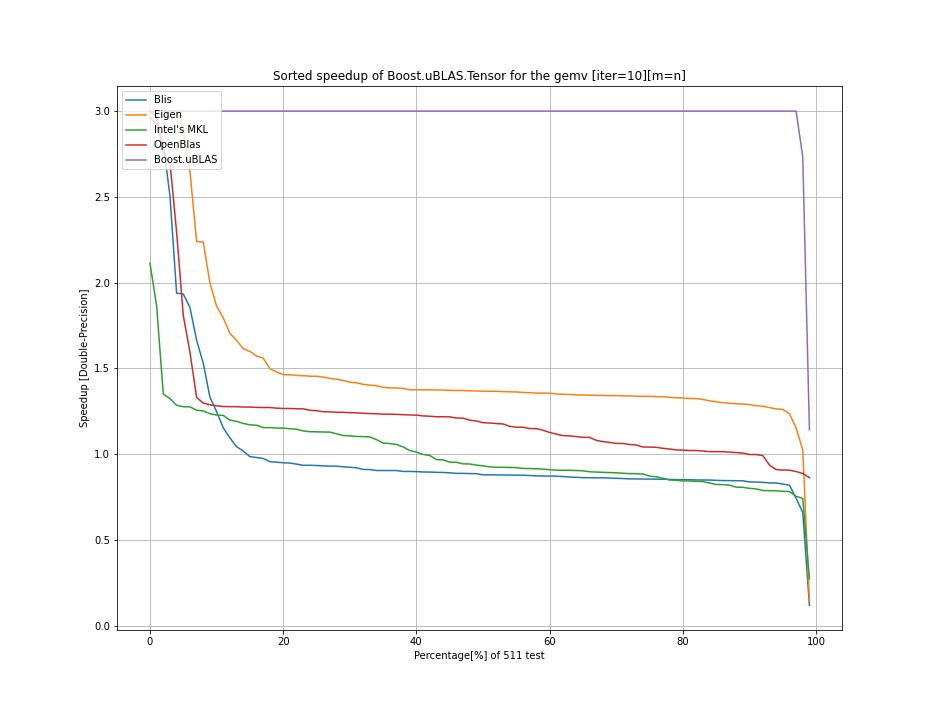 Sorted speedup of Boost.uBLAS.Tensor for the gemv [iter=10][m=n]
Blis
Eigen
Intel's MKL
OpenBlas
Boost.uBLAS
3.0
2.5
2.0
1.5
1.0
0.5
0.0
Speedup [Double-Precision]
0 20 40 60 80 100
Percentage[%] of 511 test